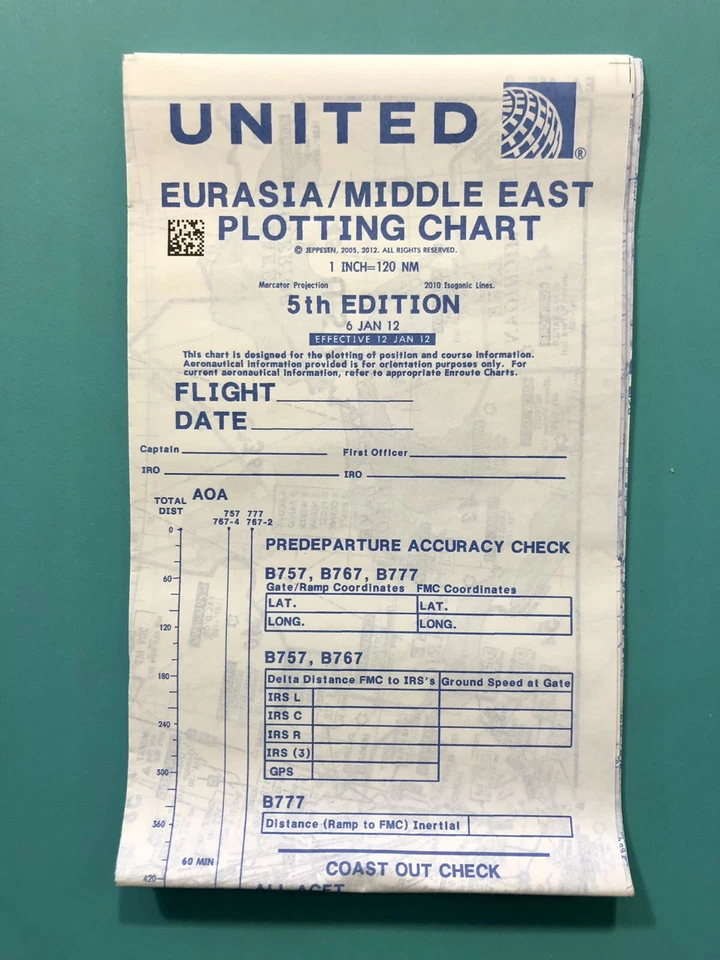 UNITED ®
EURASIA/MIDDLE EAST
PLOTTING CHART
© JEPPESEN, 2005, 2012. ALL RIGHTS RESERVED.
1 INCH=120 NM
Mercator Projection 2010 Isogonic Lines.
5th EDITION
6 JAN 12
EFFECTIVE 12 JAN 12
This chart is designed for the plotting of position and course information.
Aeronautical information provided is for orientation purposes only. For
current aeronautical information, refer to appropriate Enroute Charts.
FLIGHT
DATE
Captain First Officer
IRO IRO
TOTAL DIST AOA
757 777
767-4 767-2
0
PREDEPARTURE ACCURACY CHECK
B757, B767, B777
60
Gate/Ramp Coordinates FMC Coordinates
LAT. LAT.
LONG. LONG.
120
B757, B767
180
Delta Distance FMC to IRS's Ground Speed at Gate
IRS L
IRS C
240
IRS R
IRS (3)
300
GPS
B777
360
Distance (Ramp to FMC) Inertial
60 MIN
COAST OUT CHECK
420